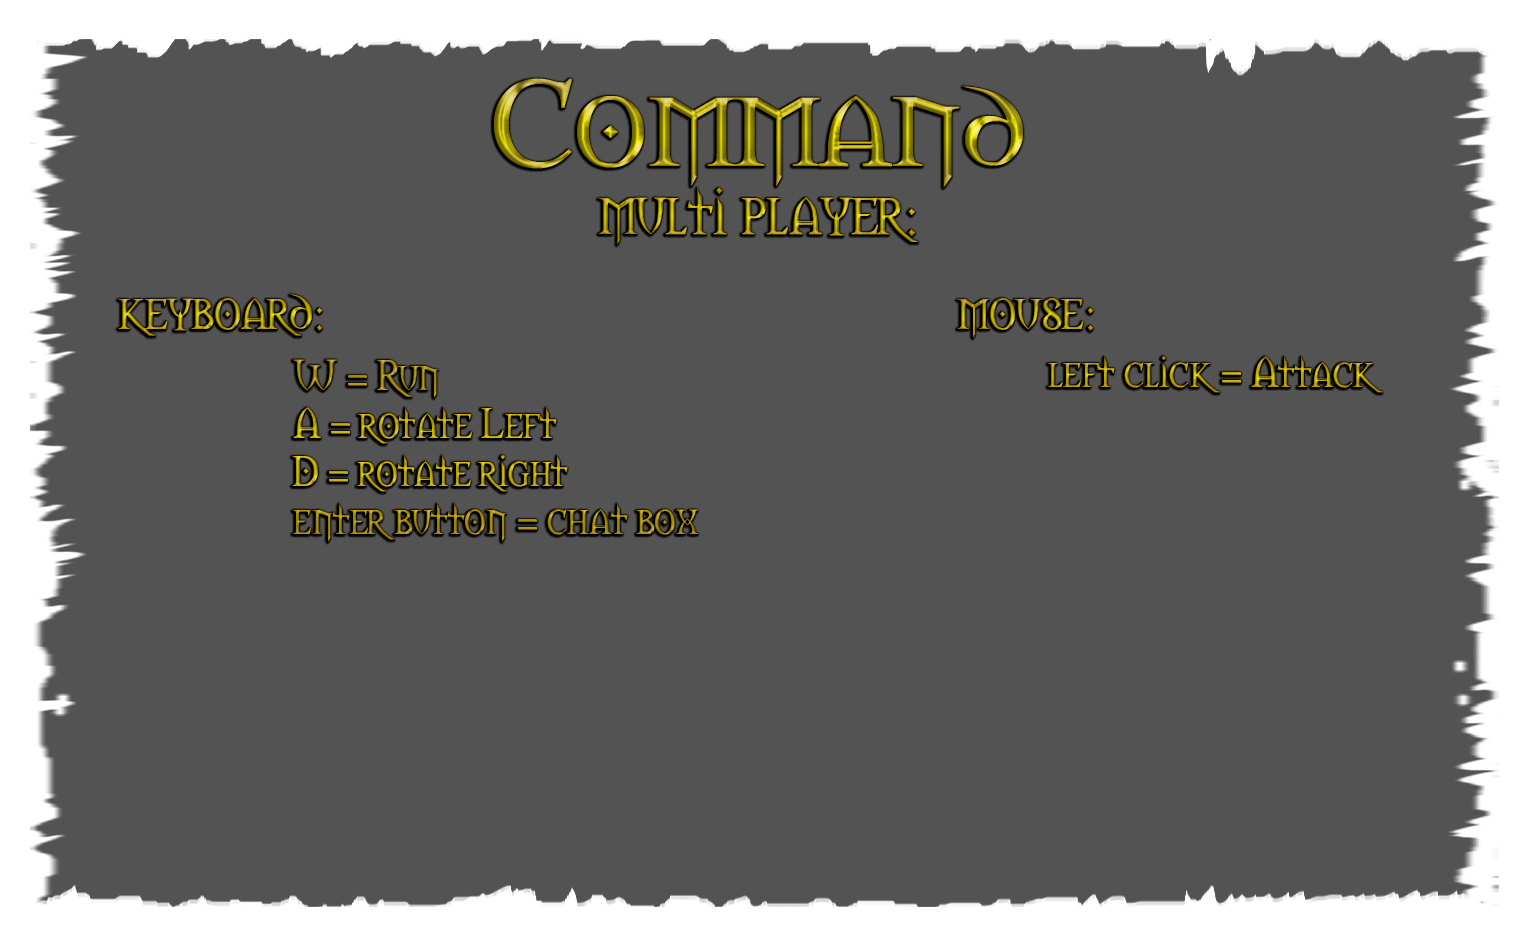 Command
Multi Player:
Keyboard:
W = Run
A = rotate Left
D = rotate right
enter button = chat box
Mouse:
left click = Attack